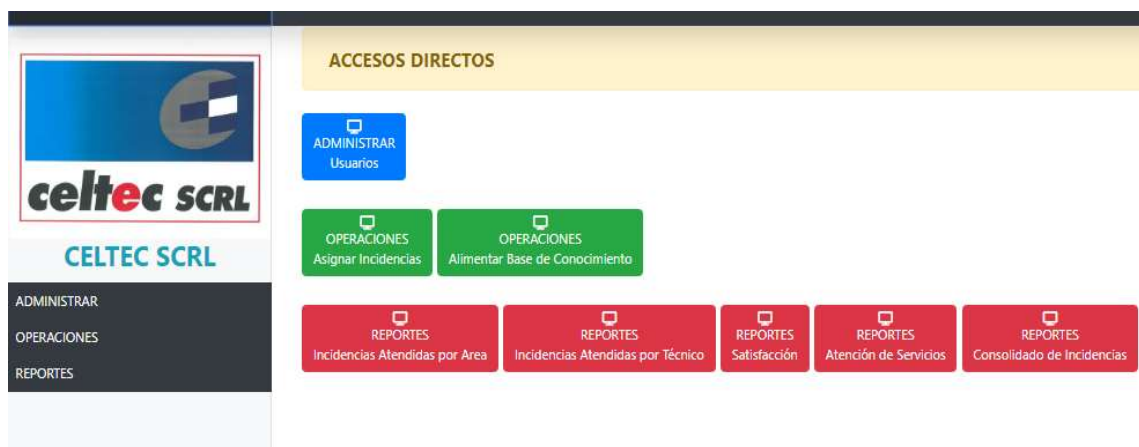 celtec SCRL
CELTEC SCRL
ADMINISTRAR
OPERACIONES
REPORTES
ACCESOS DIRECTOS
ADMINISTRAR
Usuarios
OPERACIONES
Asignar Incidencias
OPERACIONES
Alimentar Base de Conocimiento
REPORTES
Incidencias Atendidas por Area
REPORTES
Incidencias Atendidas por Técnico
REPORTES
Satisfacción
REPORTES
Atención de Servicios
REPORTES
Consolidado de Incidencias